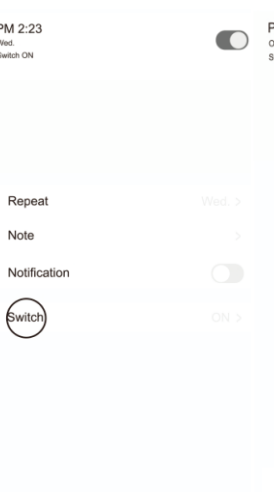 PM 2:23
Wed.
Switch ON
Repeat Wed. >
Note >
Notification
Switch ON >